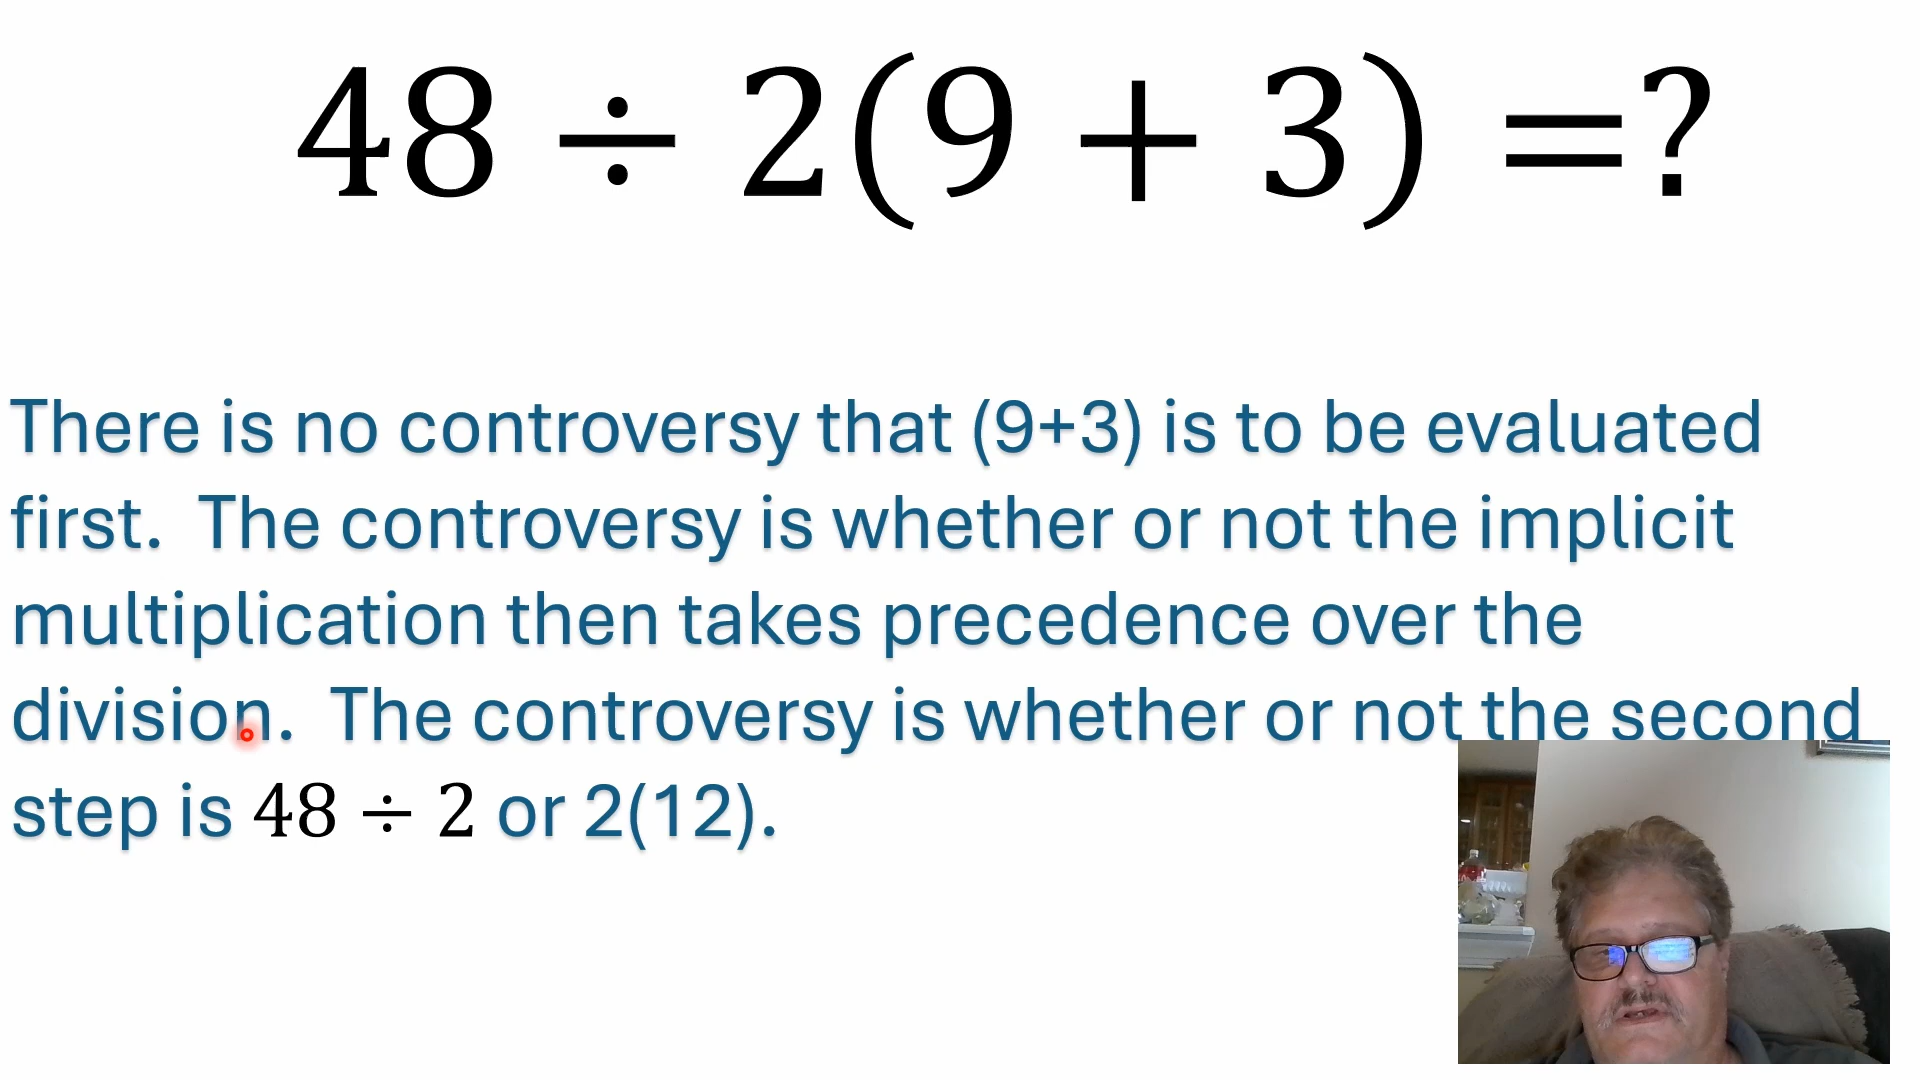 48 ÷ 2(9 + 3) =?
There is no controversy that (9+3) is to be evaluated
first. The controversy is whether or not the implicit
multiplication then takes precedence over the
division. The controversy is whether or not the second
step is 48 ÷ 2 or 2(12).